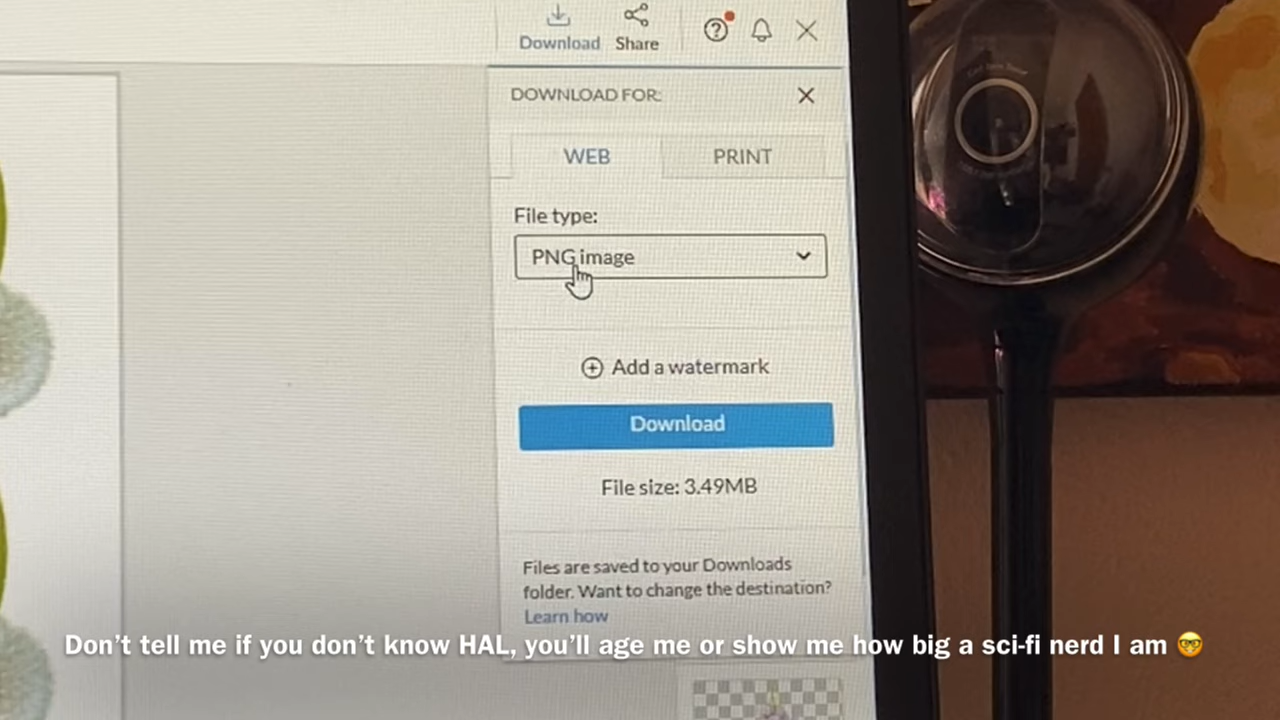 Download Share
DOWNLOAD FOR:
WEB PRINT
File type:
PNG image
Add a watermark
Download
File size: 3.49MB
Files are saved to your Downloads
folder. Want to change the destination?
Learn how
Don't tell me if you don't know HAL, you'll age me or show me how big a sci-fi nerd I am 🤓